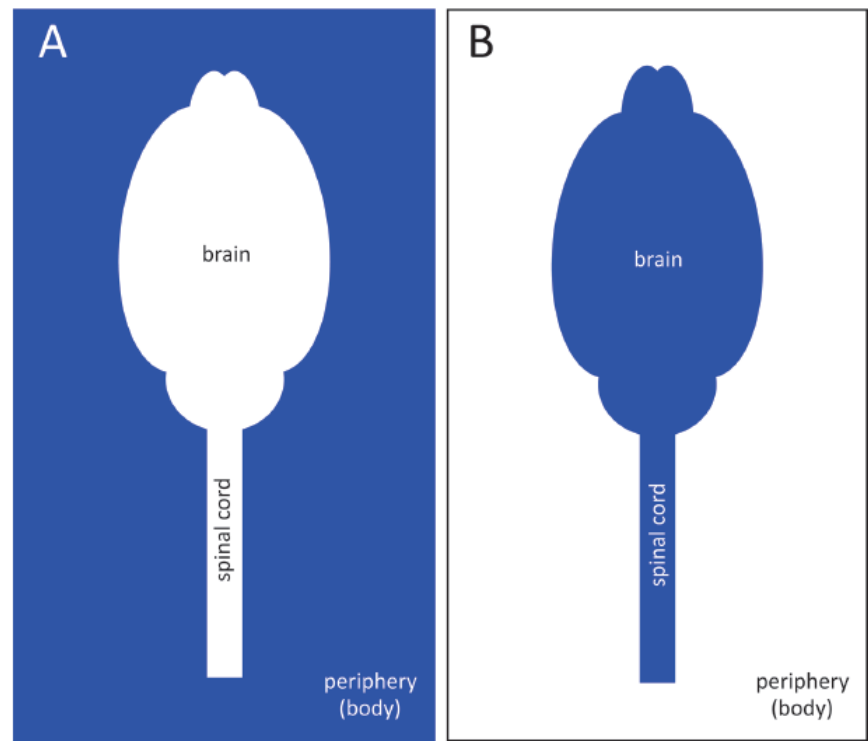 A
brain
spinal cord
periphery
(body)
B
brain
spinal cord
periphery
(body)